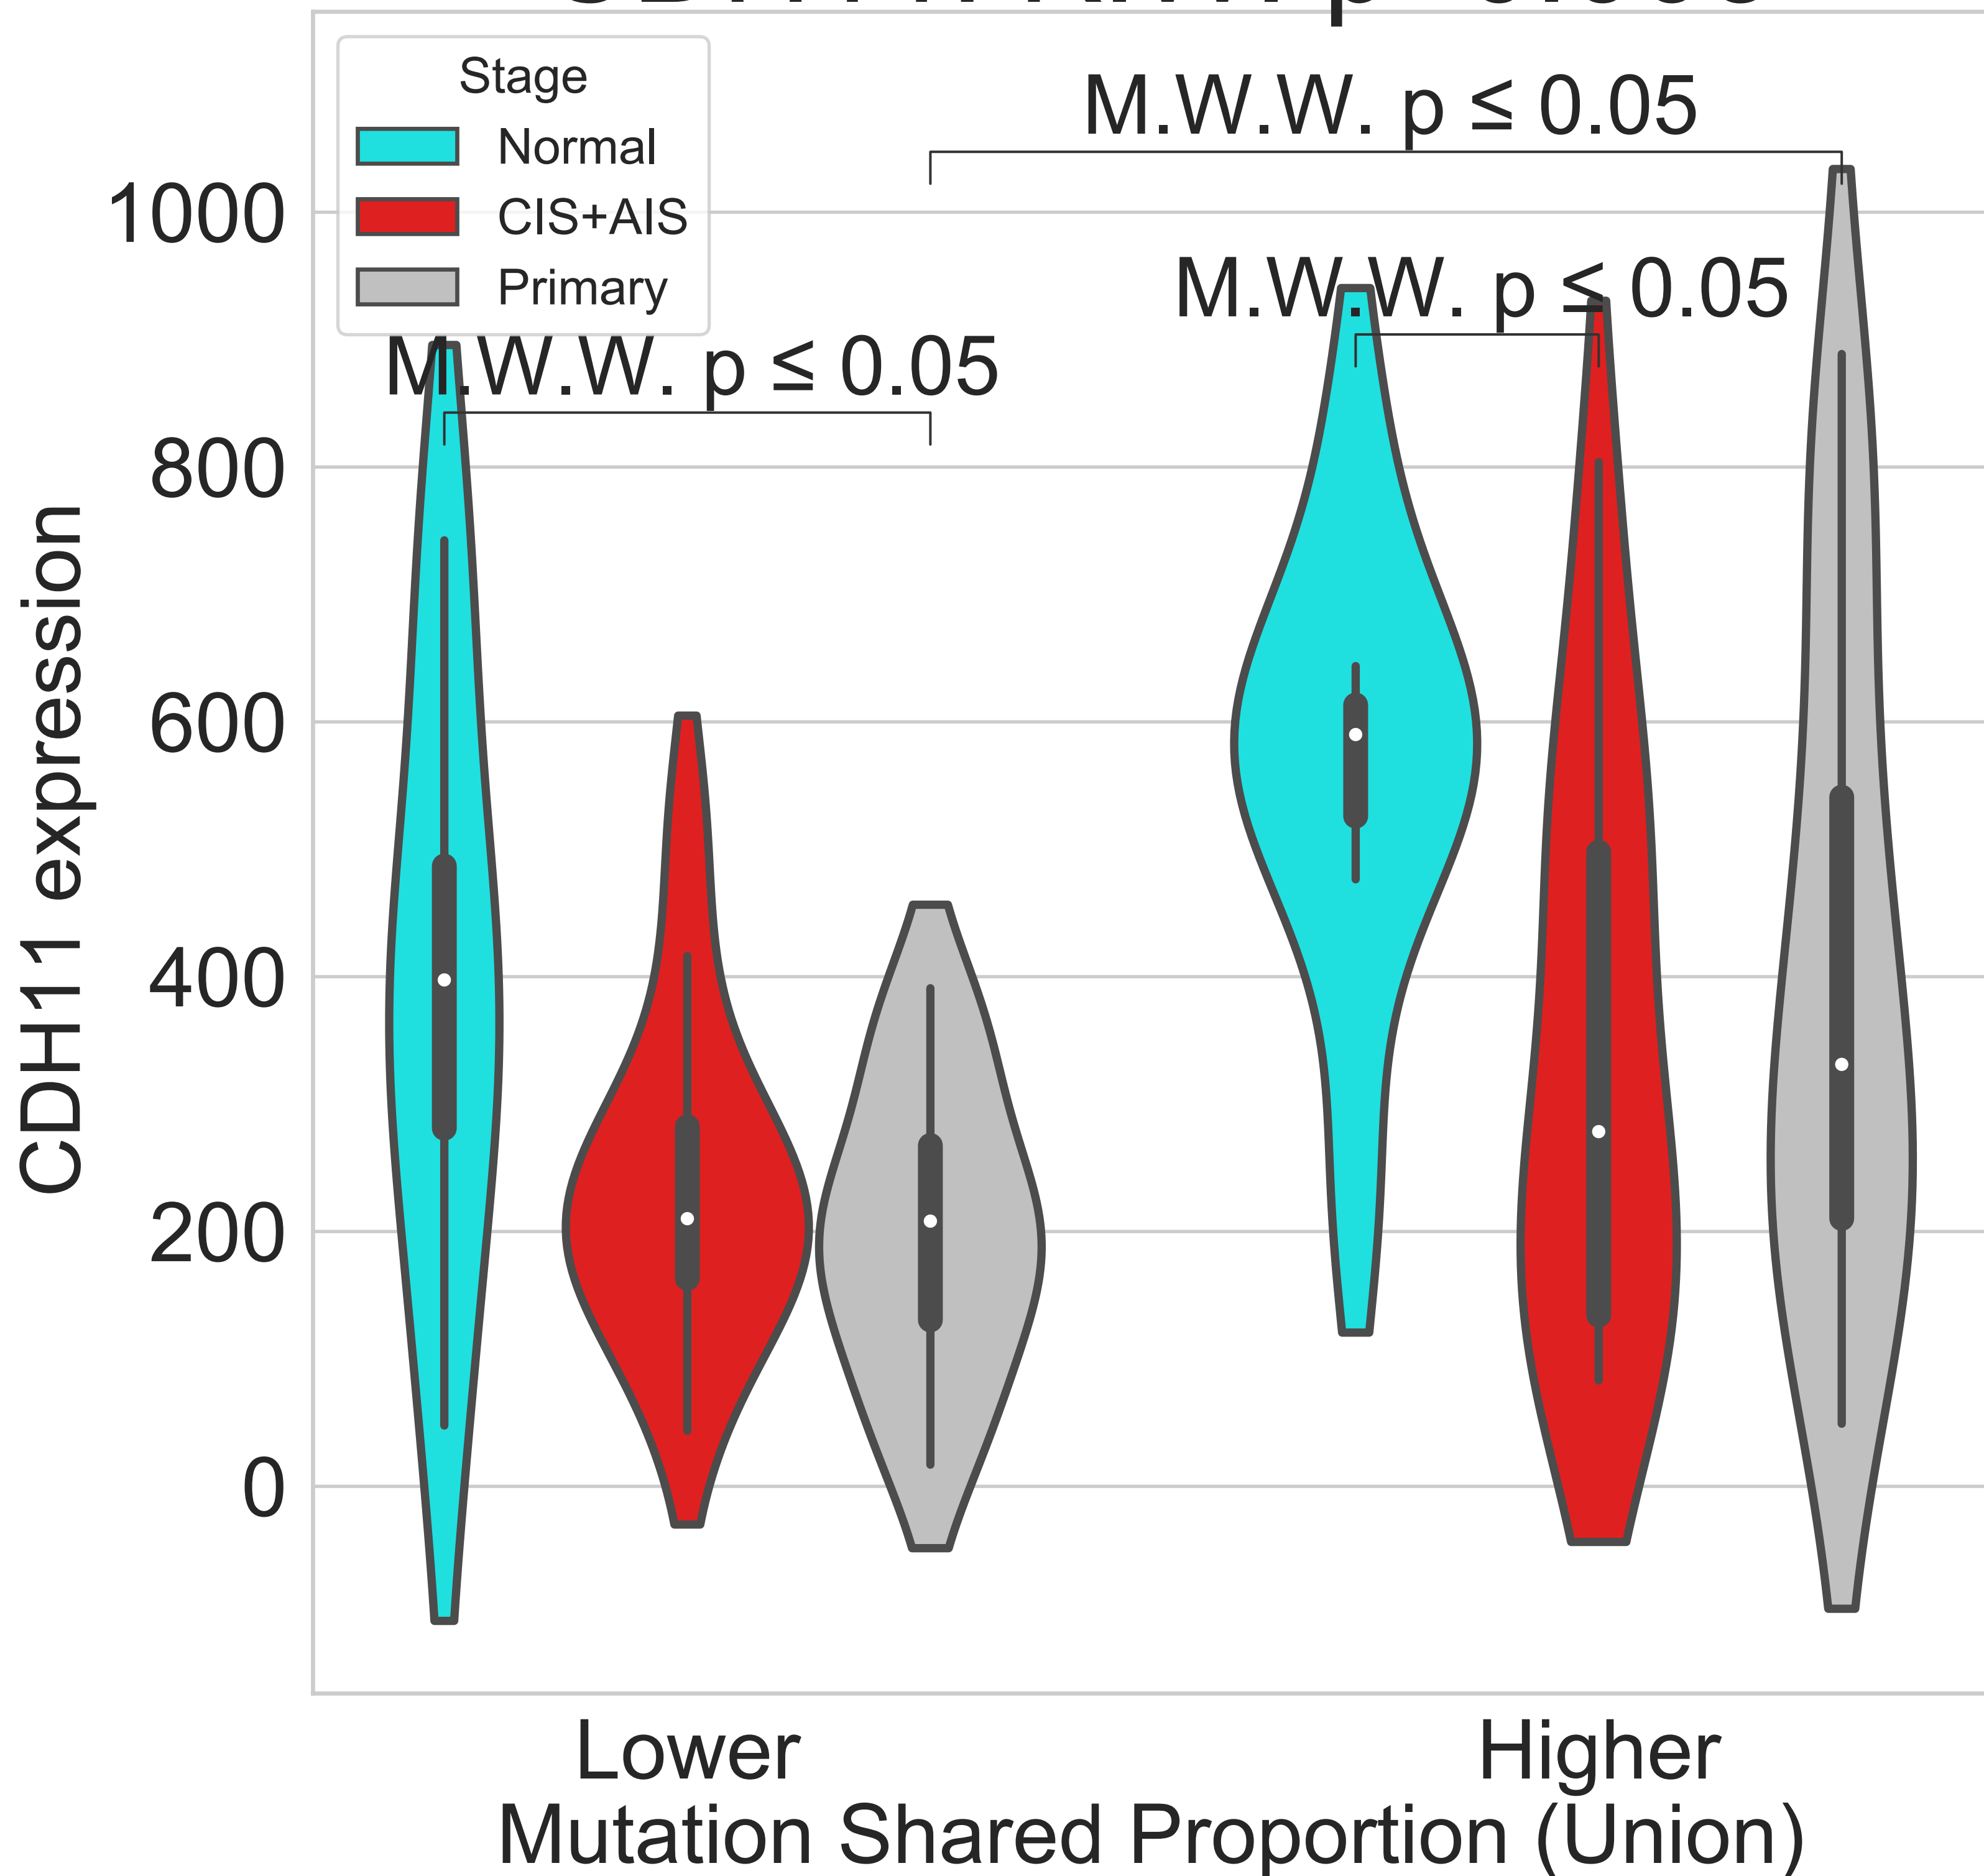 Stage
Normal
CIS+AIS
Primary
M.W.W. p ≤ 0.05
M.W.W. p ≤ 0.05
M.W.W. p ≤ 0.05
1000
800
600
400
200
0
CDH11 expression
Lower
Higher
Mutation Shared Proportion (Union)